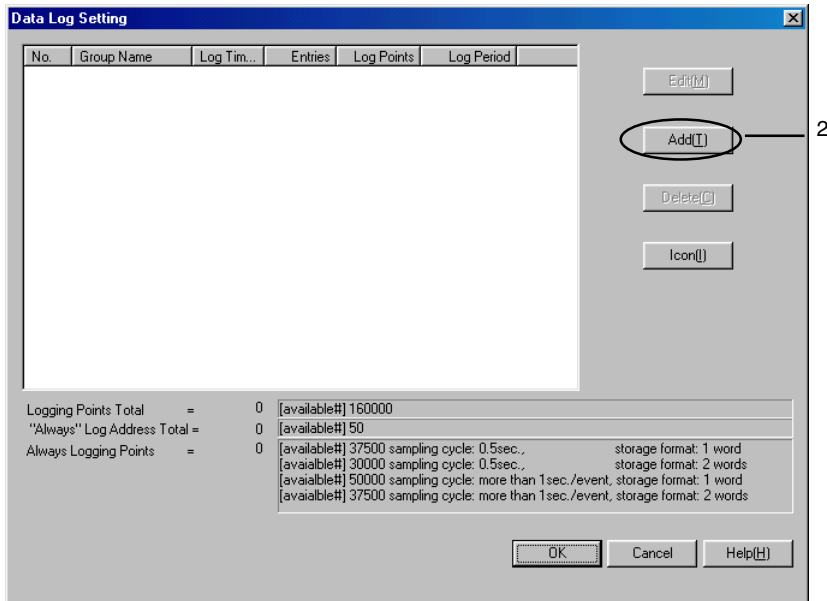 Data Log Setting
No. Group Name Log Tim... Entries Log Points Log Period
Edit(M)
Add(T)
2
Delete(C)
Icon(I)
Logging Points Total = 0 [available#] 160000
"Always" Log Address Total = 0 [available#] 50
Always Logging Points = 0 [available#] 37500 sampling cycle: 0.5sec., storage format: 1 word
[avaialble#] 30000 sampling cycle: 0.5sec., storage format: 2 words
[avaialble#] 50000 sampling cycle: more than 1sec./event, storage format: 1 word
[avaialble#] 37500 sampling cycle: more than 1sec./event, storage format: 2 words
OK Cancel Help(H)